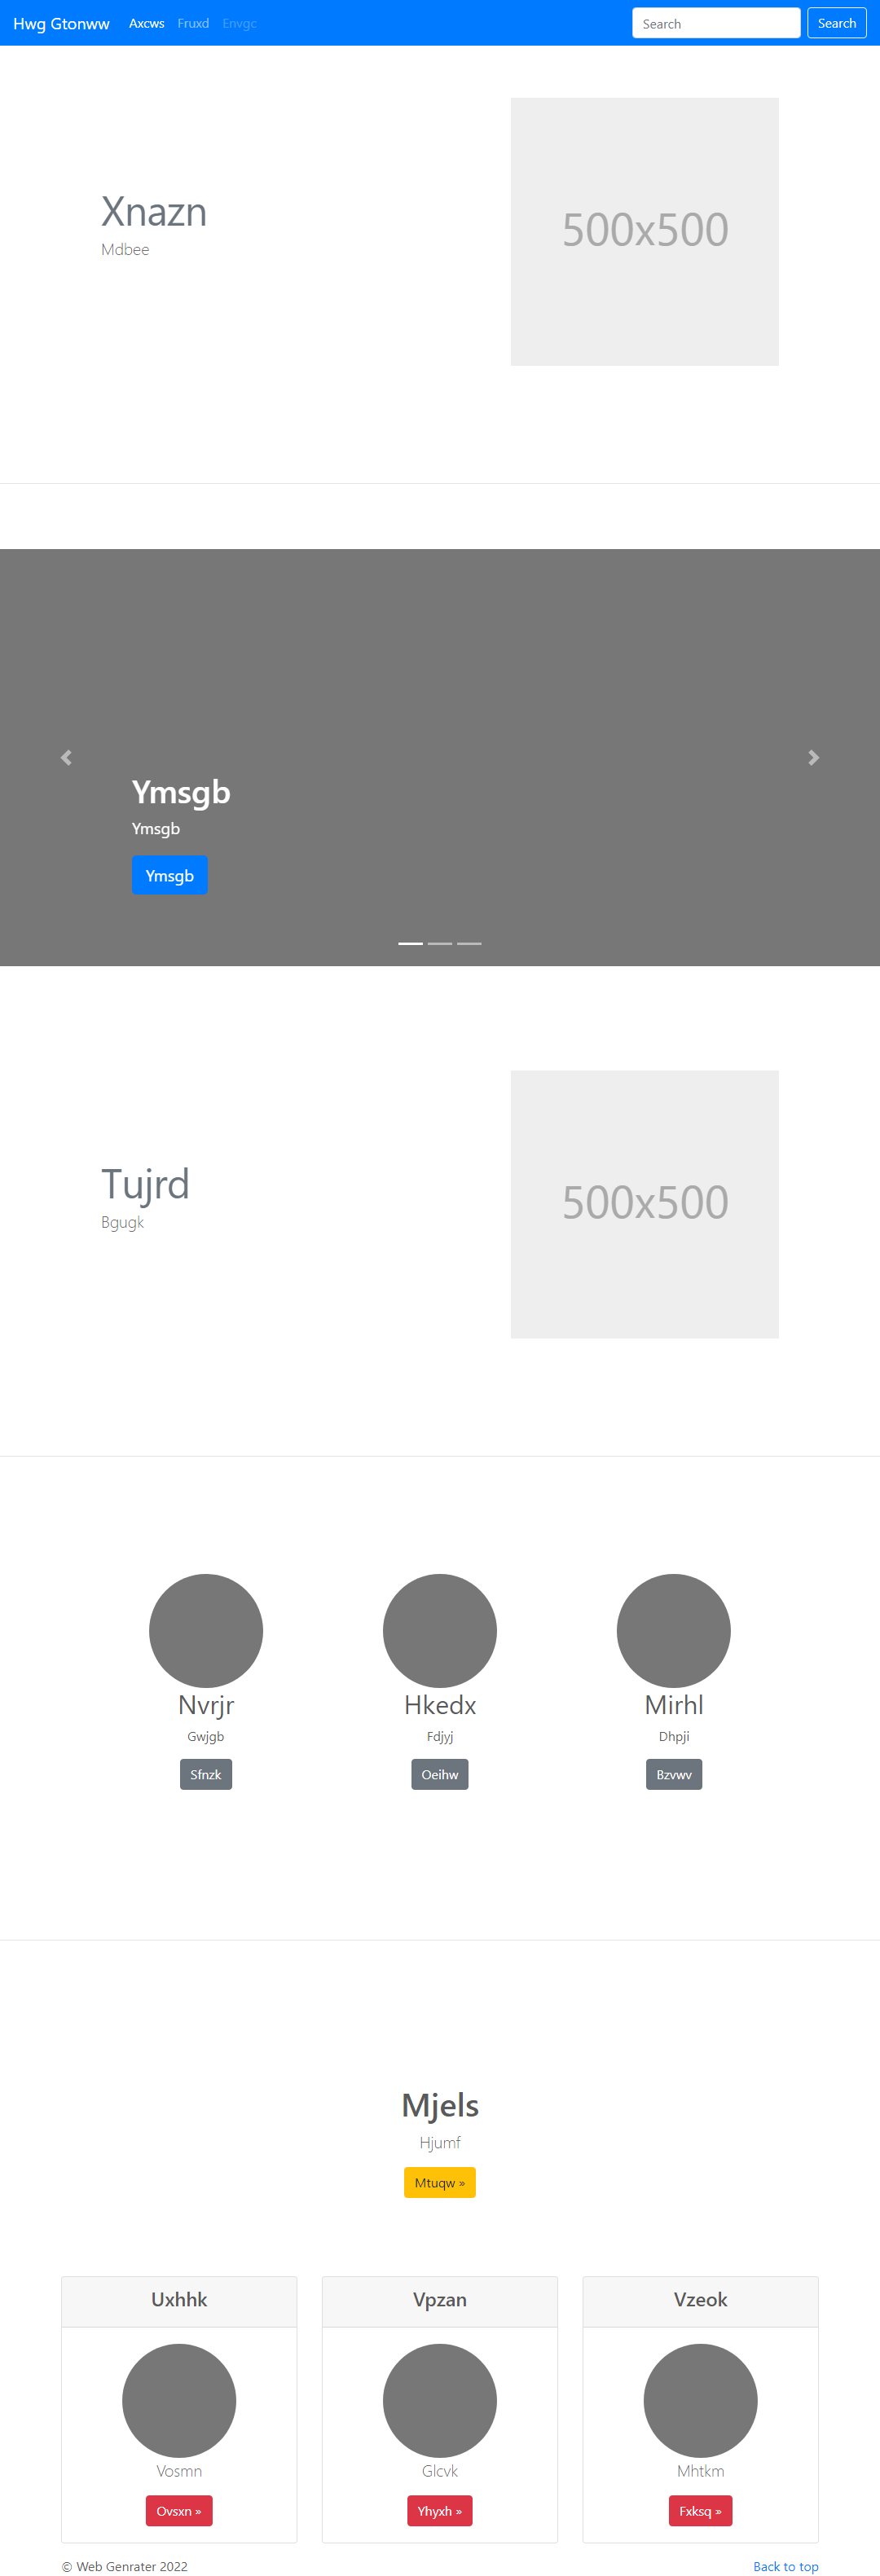 Hwg Gtonww Axcws Fruxd Envgc Search Search
Xnazn
Mdbee
500x500
Ymsgb
Ymsgb
Ymsgb
Tujrd
Bgugk
500x500
Nvrjr Hkedx Mirhl
Gwjgb Fdjyj Dhpji
Sfnzk Oeihw Bzvwv
Mjels
Hjumf
Mtuqw »
Uxhhk Vpzan Vzeok
Vosmn Glcvk Mhtkm
Ovsxn » Yhyxh » Fxksq »
© Web Genrater 2022 Back to top